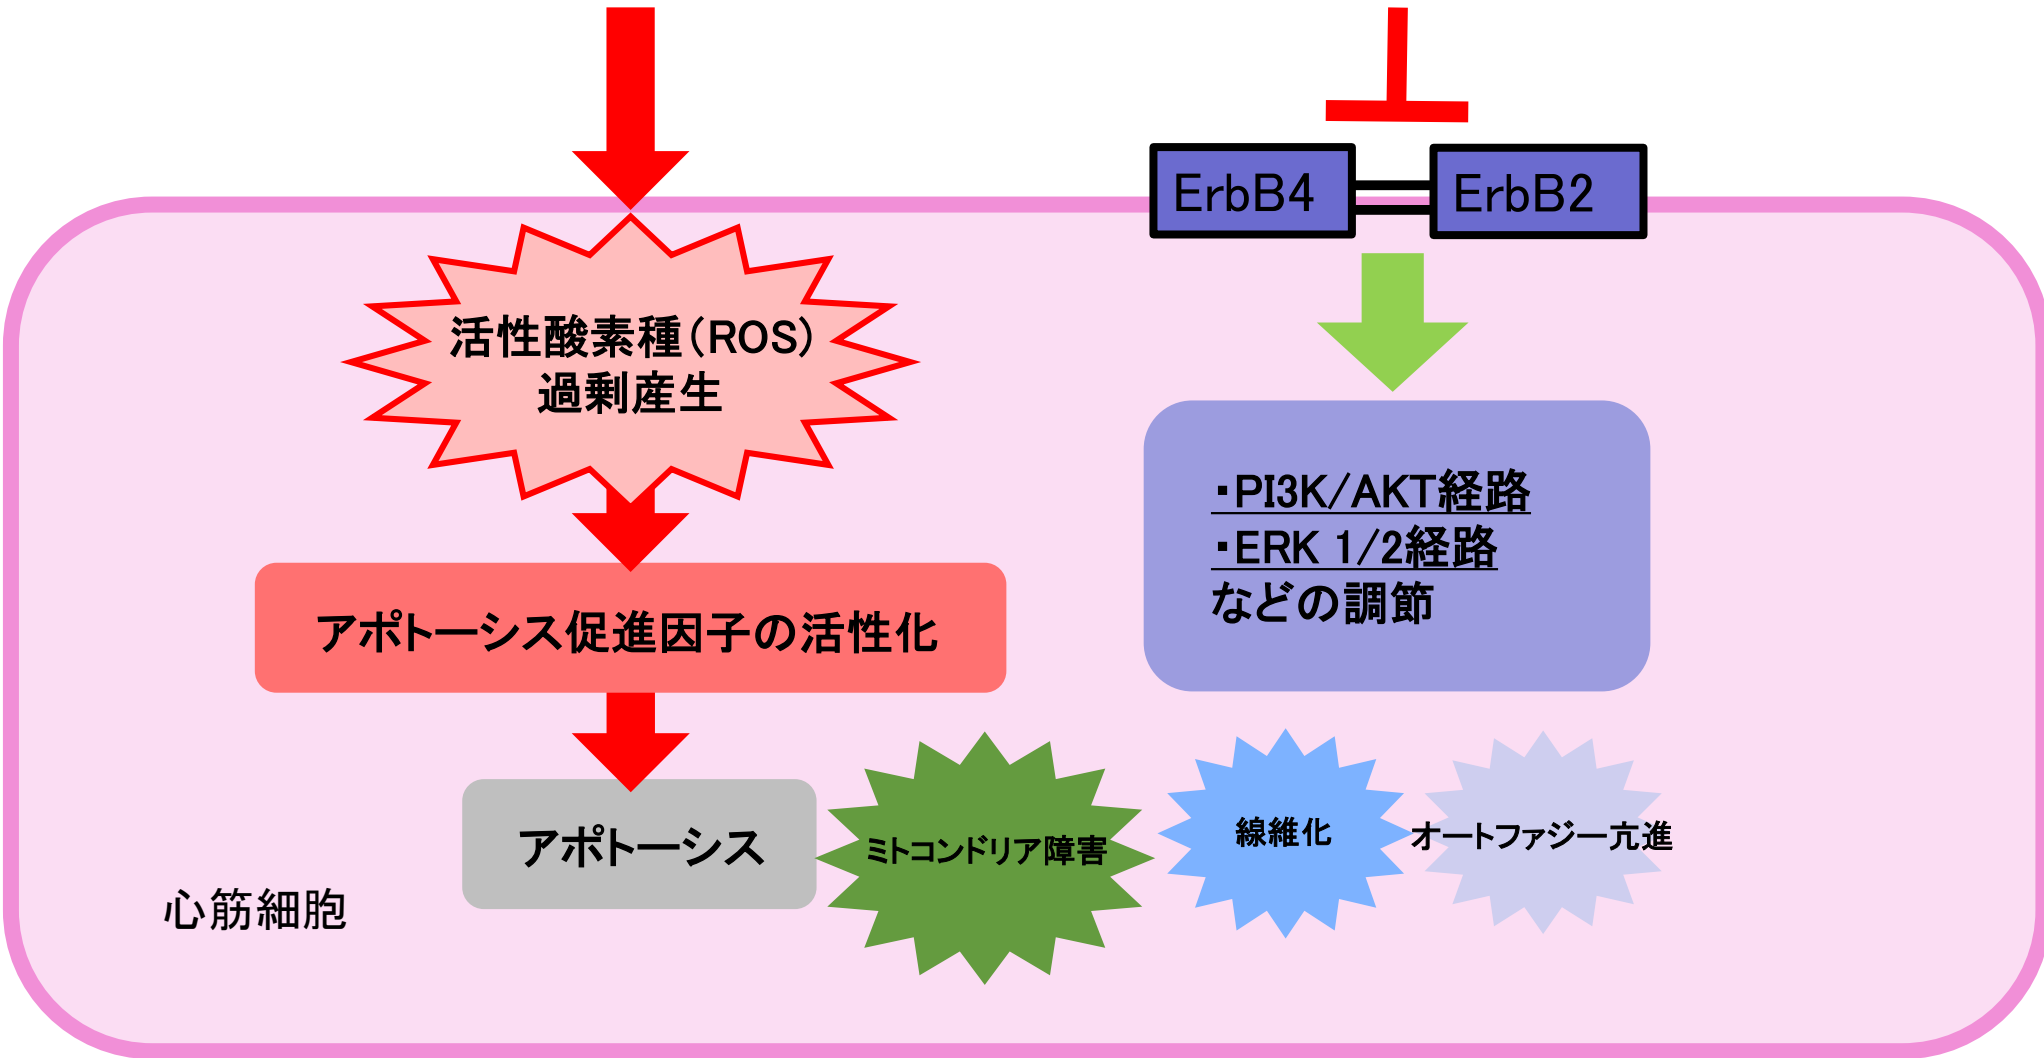 ErbB4
ErbB2
活性酸素種（ROS）
過剰産生
・PI3K/AKT経路
・ERK 1/2経路
などの調節
アポトーシス促進因子の活性化
アポトーシス
ミトコンドリア障害
線維化
オートファジー亢進
心筋細胞